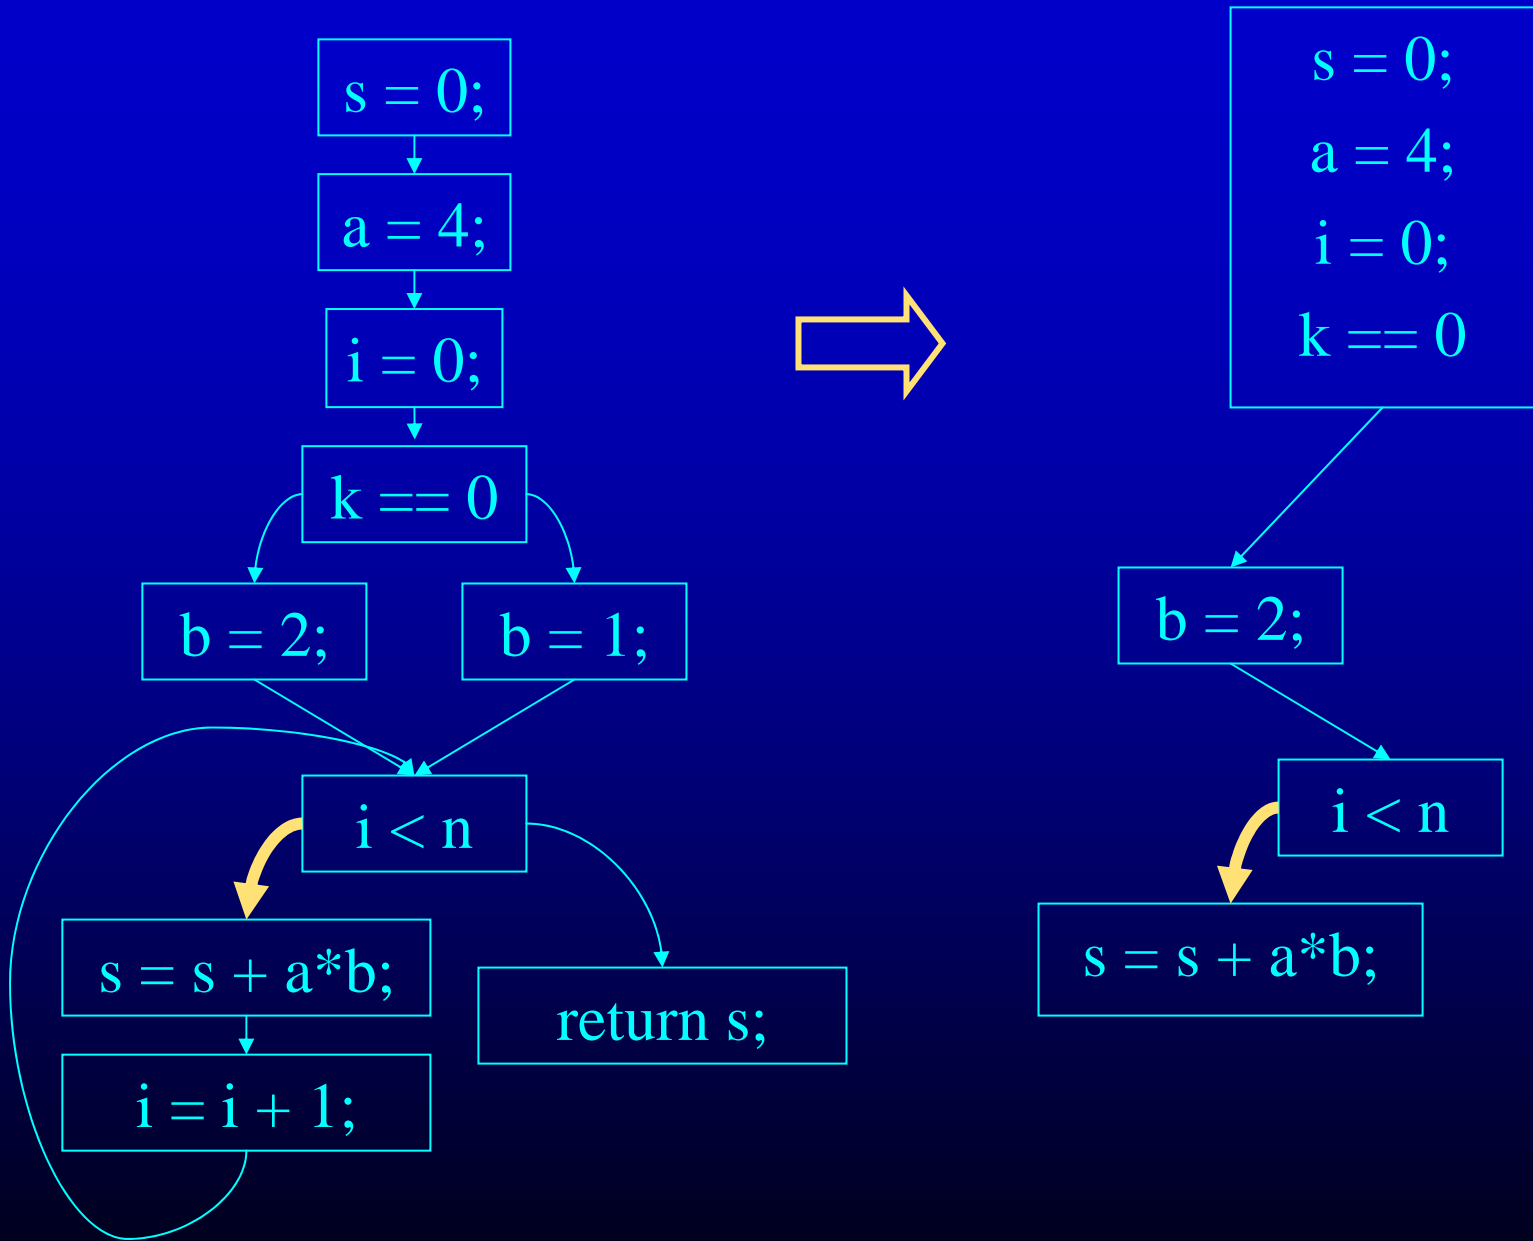 s = 0;
a = 4;
i = 0;
k == 0
b = 2;
b = 1;
i < n
s = s + a*b;
return s;
i = i + 1;
s = 0;
a = 4;
i = 0;
k == 0
b = 2;
i < n
s = s + a*b;